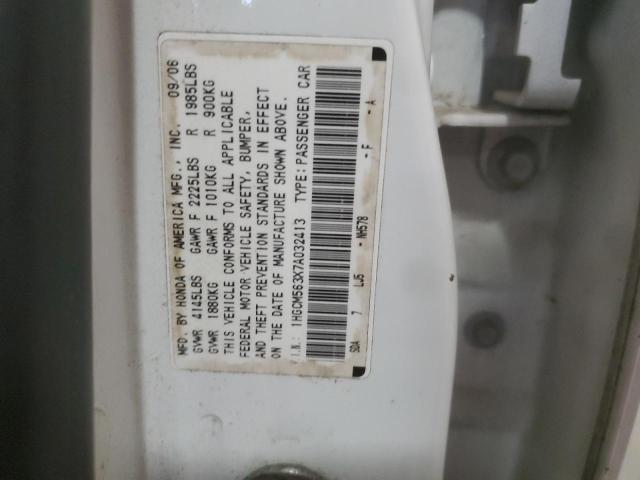 MFD. BY HONDA OF AMERICA MFG., INC. 09/06
GVWR 4145LBS GAWR F 2225LBS R 1985LBS
GVWR 1880KG GAWR F 1010KG R 900KG
THIS VEHICLE CONFORMS TO ALL APPLICABLE
FEDERAL MOTOR VEHICLE SAFETY, BUMPER,
AND THEFT PREVENTION STANDARDS IN EFFECT
ON THE DATE OF MANUFACTURE SHOWN ABOVE.
V.I.N.: 1HGCM563X7A032413 TYPE: PASSENGER CAR
SDA 7 LJ5 - NH578 - F - A